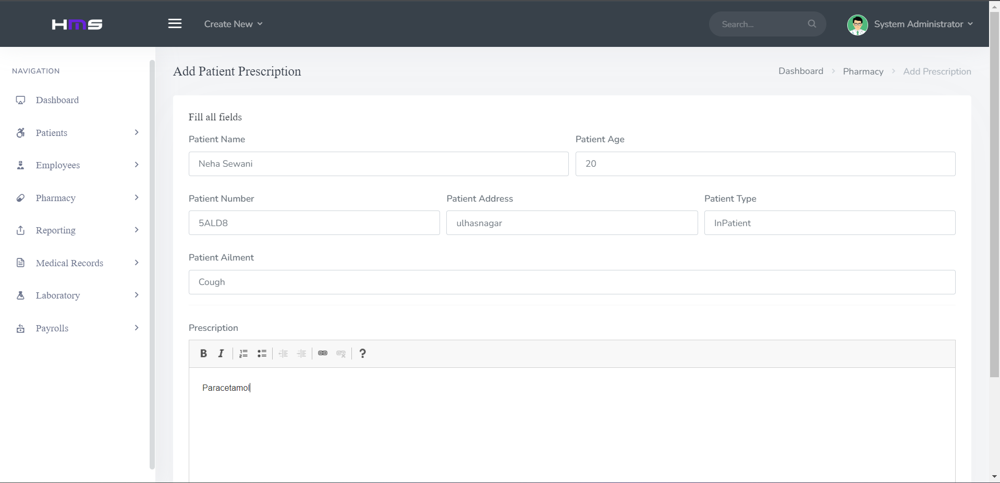 HMS
Create New
Search...
System Administrator
NAVIGATION
Dashboard
Patients
Employees
Pharmacy
Reporting
Medical Records
Laboratory
Payrolls
Add Patient Prescription
Dashboard > Pharmacy > Add Prescription
Fill all fields
Patient Name
Patient Age
Neha Sewani
20
Patient Number
Patient Address
Patient Type
5ALD8
ulhasnagar
InPatient
Patient Ailment
Cough
Prescription
B I ?
Paracetamol